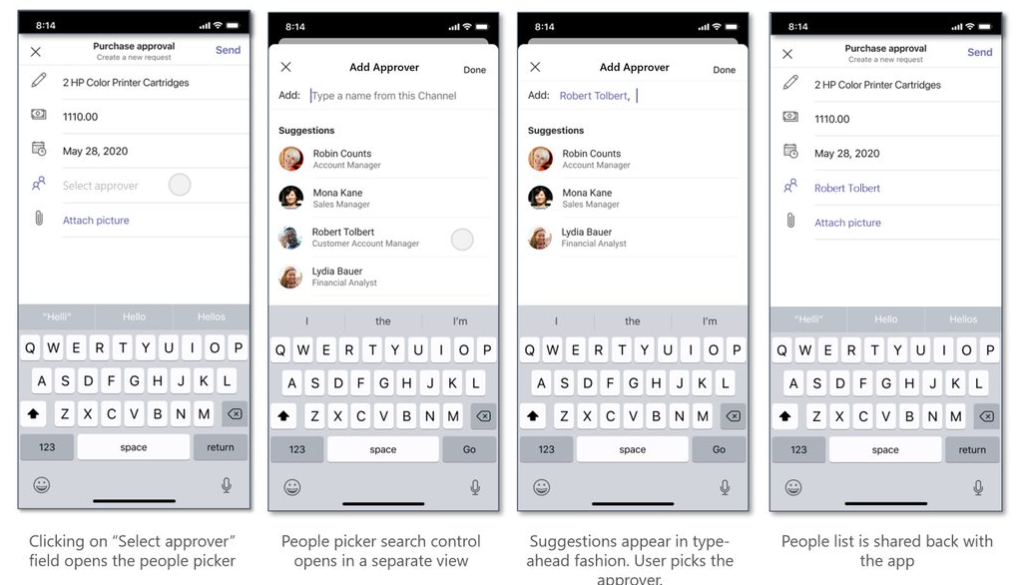 8:14
Purchase approval
Create a new request
Send
2 HP Color Printer Cartridges
1110.00
May 28, 2020
Select approver
Attach picture
"Helli" Hello Hellos
Q W E R T Y U I O P
A S D F G H J K L
Z X C V B N M
123 space return
Clicking on "Select approver"
field opens the people picker
8:14
Add Approver
Done
Add: Type a name from this Channel
Suggestions
Robin Counts
Account Manager
Mona Kane
Sales Manager
Robert Tolbert
Customer Account Manager
Lydia Bauer
Financial Analyst
I the I'm
Q W E R T Y U I O P
A S D F G H J K L
Z X C V B N M
123 space Go
People picker search control
opens in a separate view
8:14
Add Approver
Done
Add: Robert Tolbert,
Suggestions
Robin Counts
Account Manager
Mona Kane
Sales Manager
Lydia Bauer
Financial Analyst
I the I'm
Q W E R T Y U I O P
A S D F G H J K L
Z X C V B N M
123 space Go
Suggestions appear in type-
ahead fashion. User picks the
approver.
8:14
Purchase approval
Create a new request
Send
2 HP Color Printer Cartridges
1110.00
May 28, 2020
Robert Tolbert
Attach picture
"Helli" Hello Hellos
Q W E R T Y U I O P
A S D F G H J K L
Z X C V B N M
123 space return
People list is shared back with
the app